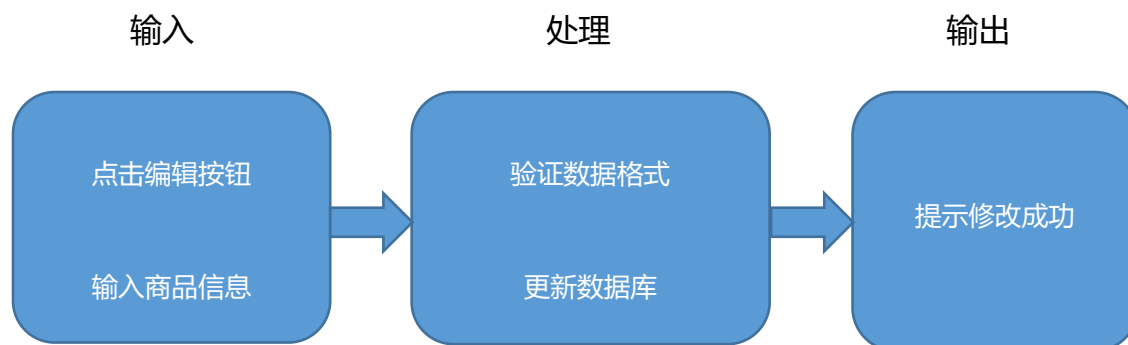 输入
处理
输出
点击编辑按钮
输入商品信息
验证数据格式
更新数据库
提示修改成功